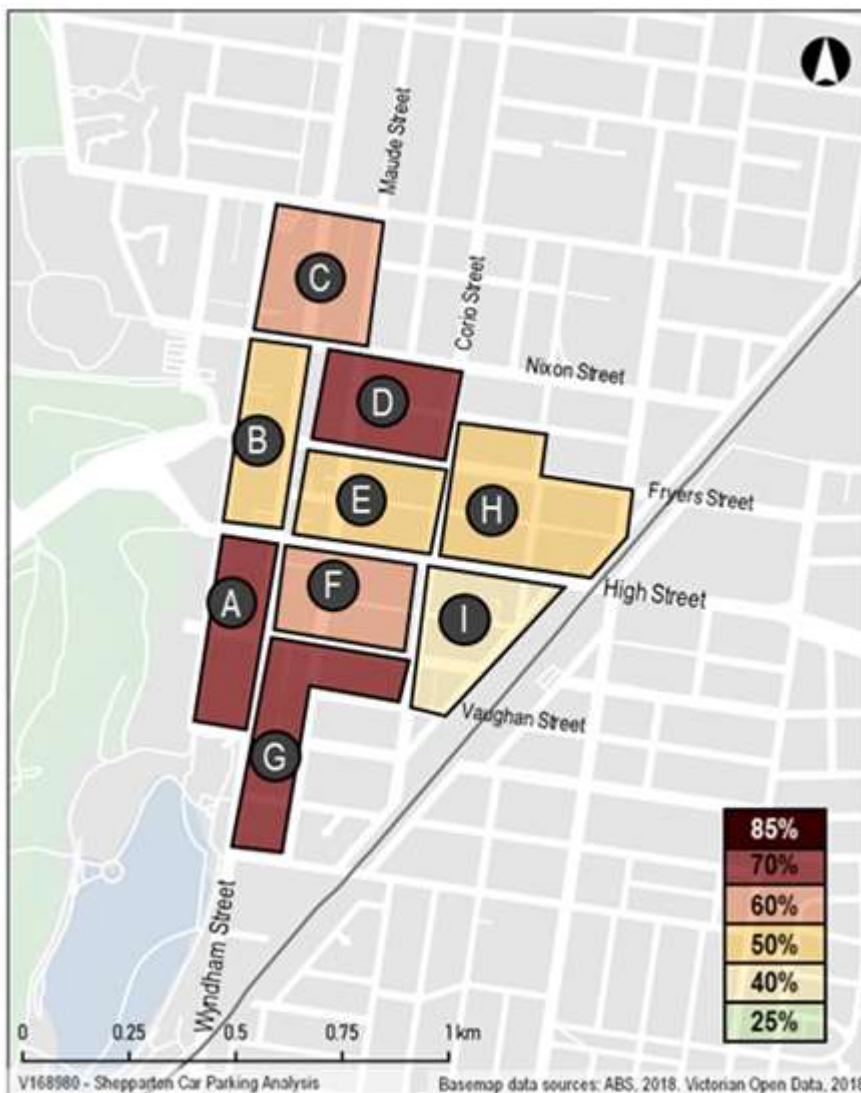 Maude Street
C
Corio Street
Nixon Street
D
B
E
H
Fryers Street
A
F
I
High Street
Vaughan Street
G
85%
70%
60%
50%
40%
25%
Wyndham Street
0 0.25 0.5 0.75 1 km
V168980 - Shepparton Car Parking Analysis
Basemap data sources: ABS, 2018. Victorian Open Data, 2018